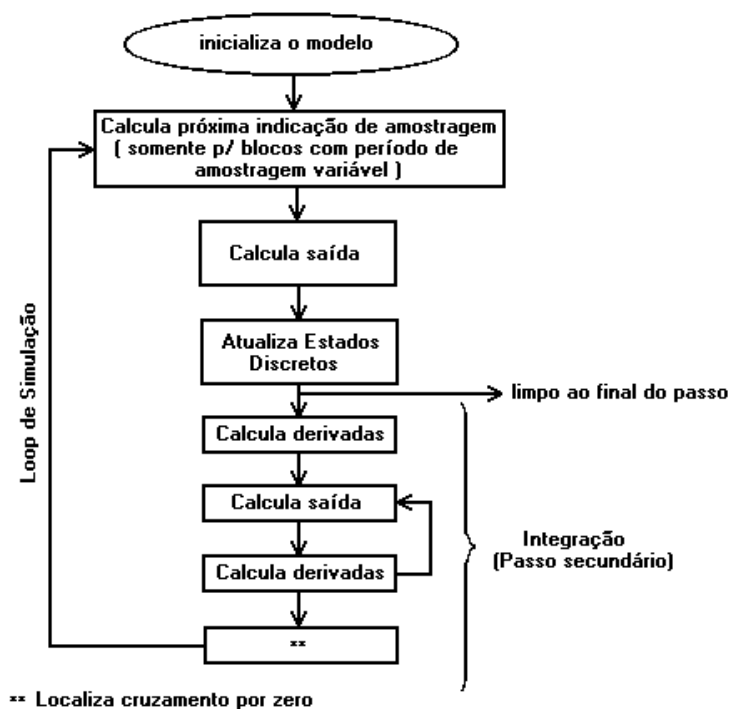 inicializa o modelo
Calcula próxima indicação de amostragem
( somente p/ blocos com período de
amostragem variável )
Calcula saída
Atualiza Estados
Discretos
limpo ao final do passo
Calcula derivadas
Calcula saída
Calcula derivadas
**
Loop de Simulação
Integração
(Passo secundário)
** Localiza cruzamento por zero